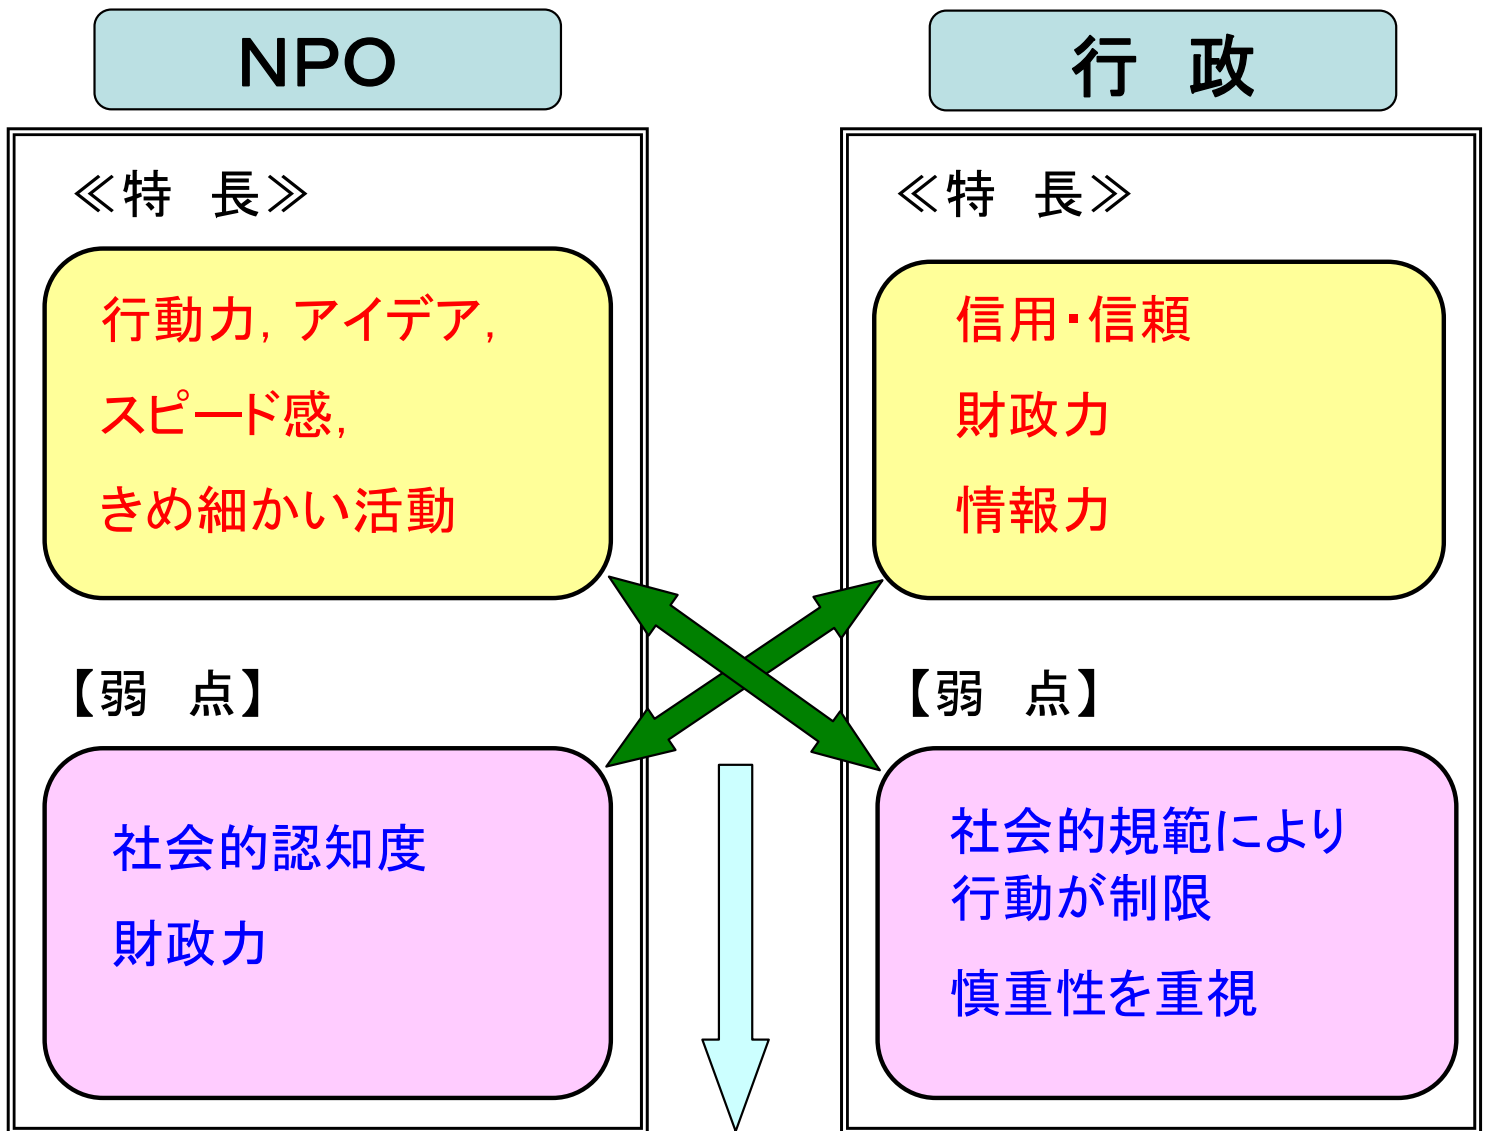 ＮＰＯ
≪特　長≫
行動力，アイデア，
スピード感，
きめ細かい活動
【弱　点】
社会的認知度
財政力
行　政
≪特　長≫
信用・信頼
財政力
情報力
【弱　点】
社会的規範により
行動が制限
慎重性を重視